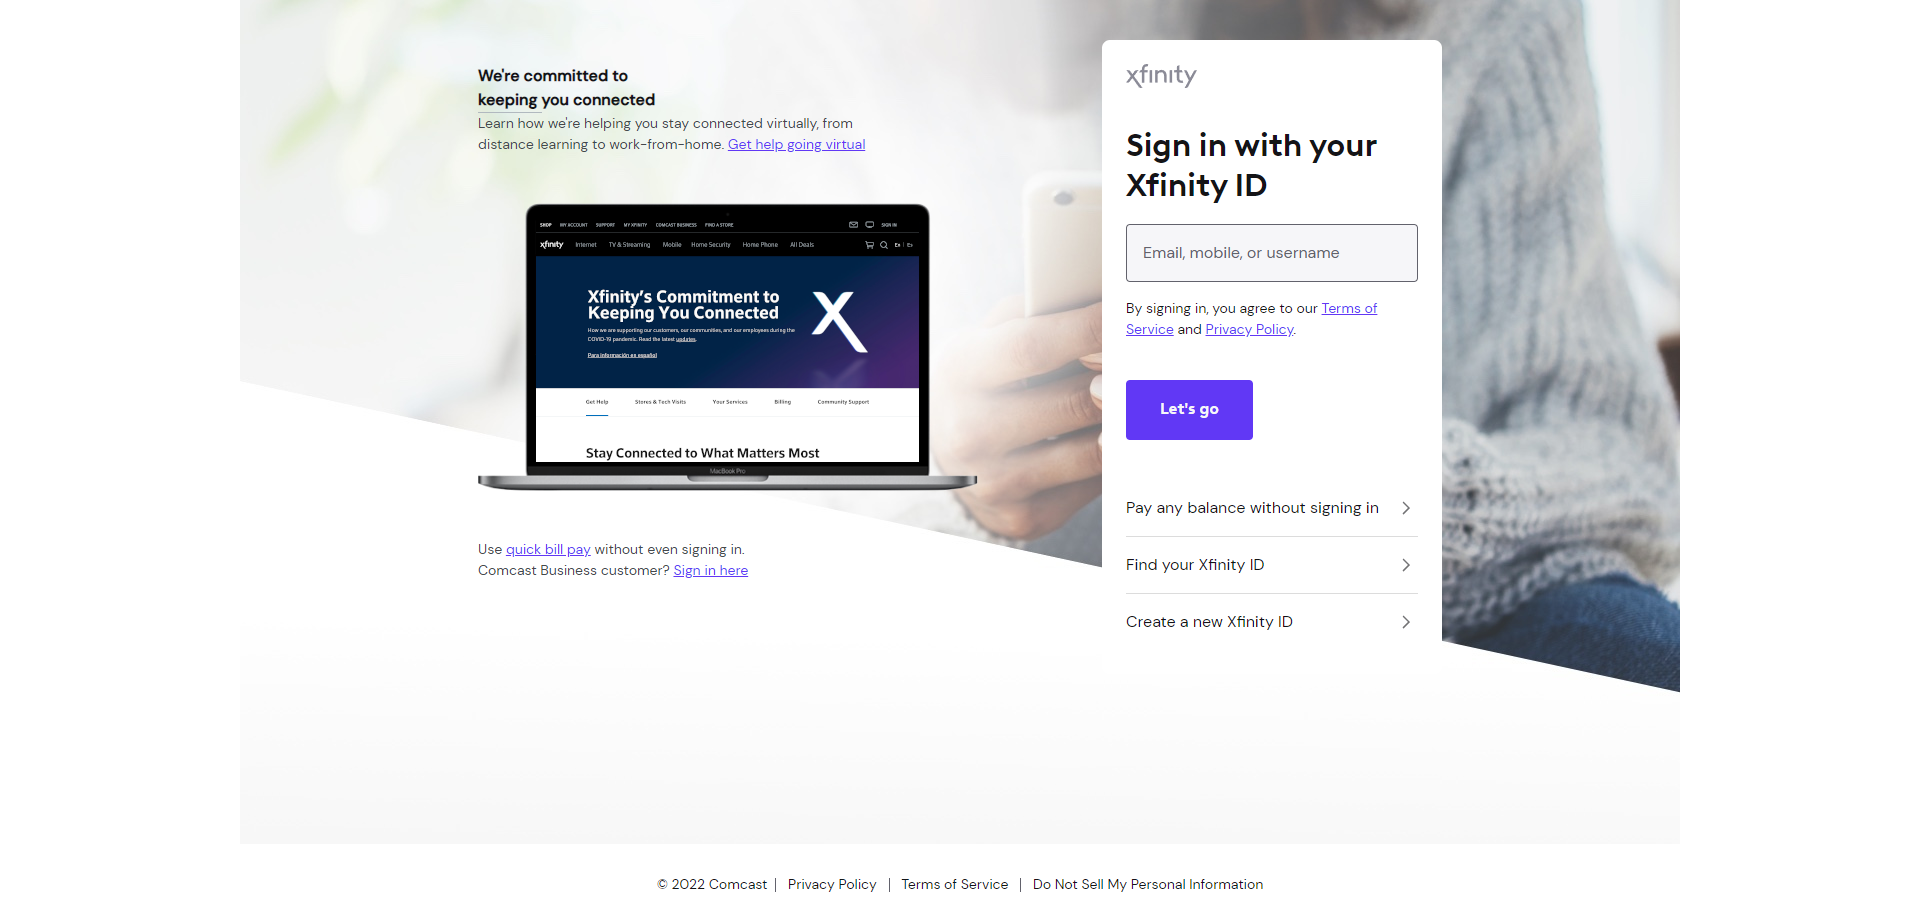 We're committed to
keeping you connected
Learn how we're helping you stay connected virtually, from
distance learning to work-from-home. Get help going virtual
SHOP MY ACCOUNT SUPPORT MY XFINITY COMCAST BUSINESS FIND A STORE SIGN IN
xfinity Internet TV & Streaming Mobile Home Security Home Phone All Deals
Xfinity's Commitment to
Keeping You Connected
How we are supporting our customers, our communities, and our employees during the
COVID-19 pandemic. Read the latest updates.
Para información es español
Get Help Stores & Tech Visits Your Services Billing Community Support
Stay Connected to What Matters Most
MacBook Pro
Use quick bill pay without even signing in.
Comcast Business customer? Sign in here
xfinity
Sign in with your
Xfinity ID
Email, mobile, or username
By signing in, you agree to our Terms of
Service and Privacy Policy.
Let's go
Pay any balance without signing in
Find your Xfinity ID
Create a new Xfinity ID
© 2022 Comcast | Privacy Policy | Terms of Service | Do Not Sell My Personal Information